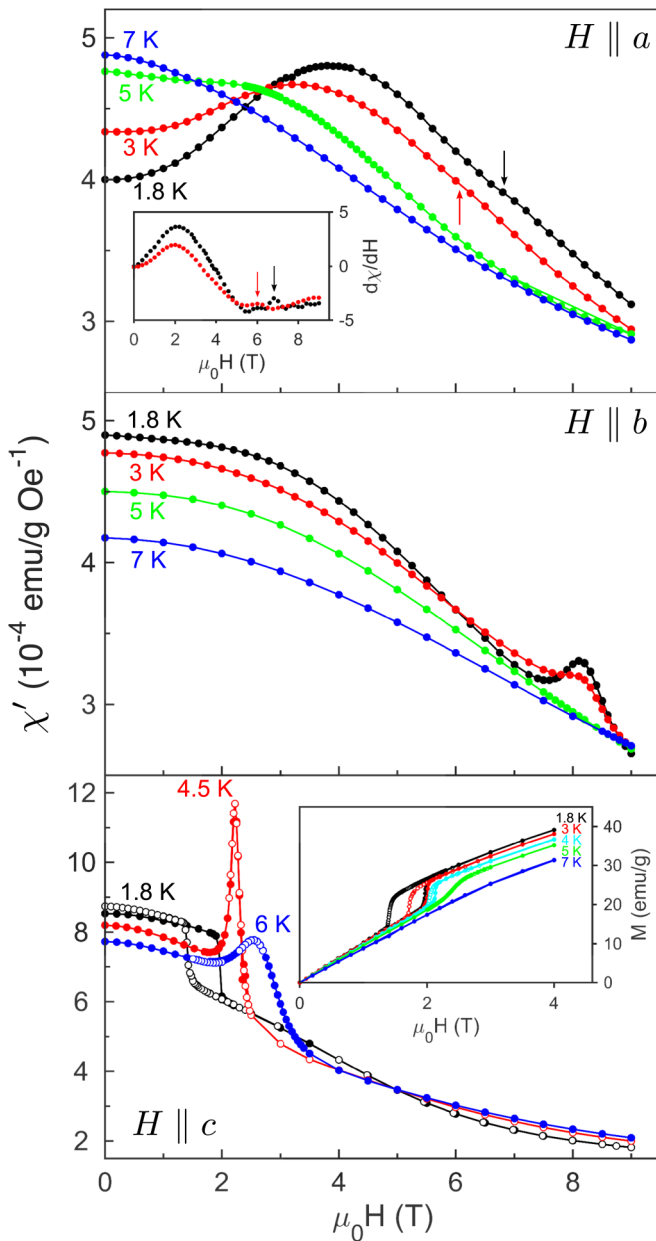 H ∥ a
7 K
5 K
3 K
1.8 K
5
4
3
5
0
-5
dχ/dH
0 2 4 6 8
μ₀H (T)
H ∥ b
1.8 K
3 K
5 K
7 K
5
4
3
χ′ (10⁻⁴ emu/g Oe⁻¹)
4.5 K
1.8 K
6 K
12
10
8
6
4
2
1.8 K
3 K
4 K
5 K
7 K
40
30
20
10
0
M (emu/g)
0 2 4
μ₀H (T)
H ∥ c
0 2 4 6 8
μ₀H (T)